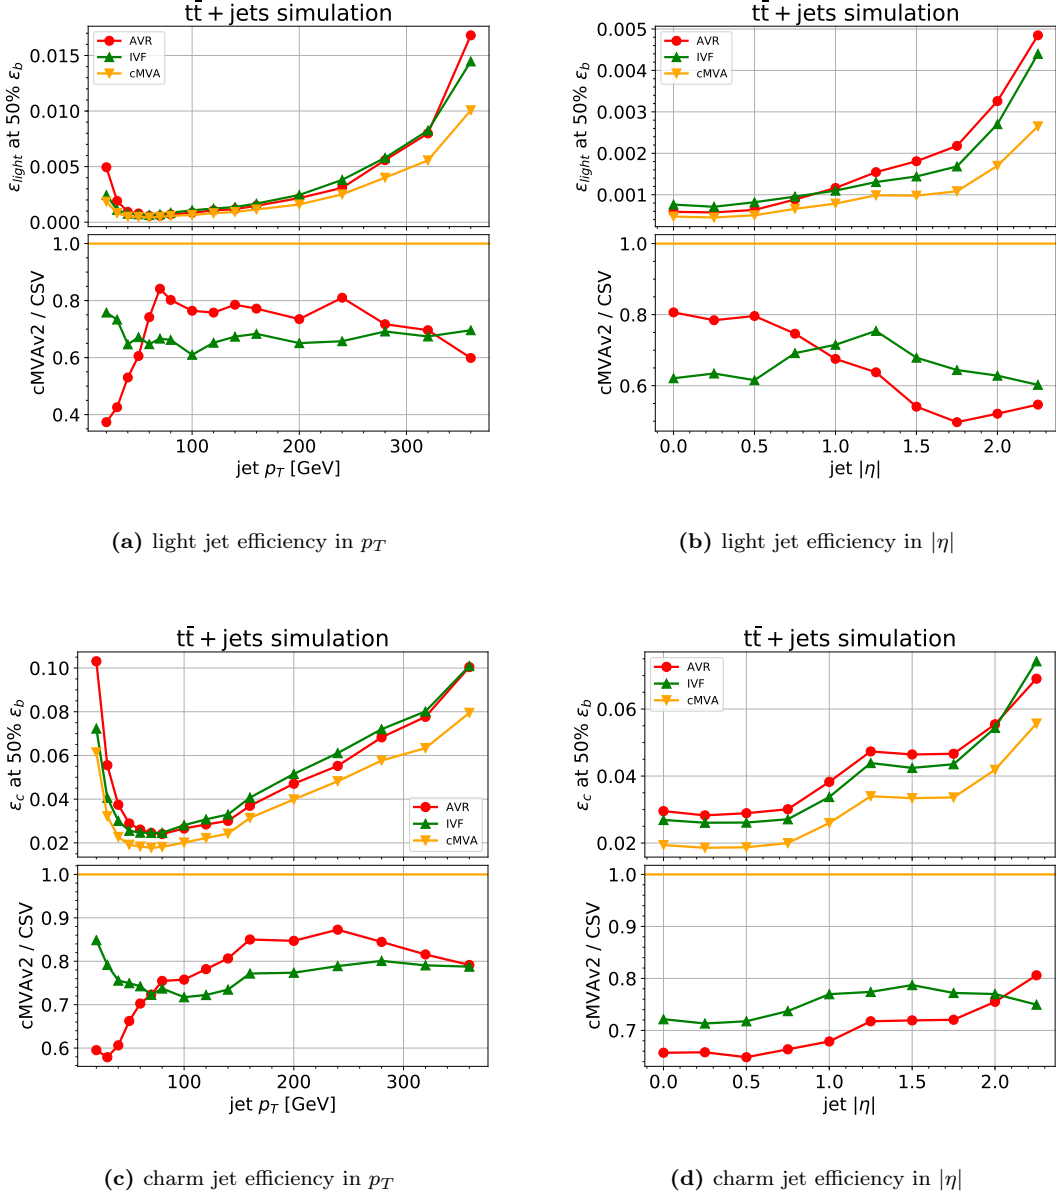 tt̄ + jets simulation
AVR
IVF
cMVA
0.015
0.010
0.005
0.000
ε_light at 50% ε_b
1.0
0.8
0.6
0.4
cMVAv2 / CSV
100
200
300
jet p_T [GeV]
(a) light jet efficiency in p_T
tt̄ + jets simulation
AVR
IVF
cMVA
0.005
0.004
0.003
0.002
0.001
ε_light at 50% ε_b
1.0
0.8
0.6
cMVAv2 / CSV
0.0
0.5
1.0
1.5
2.0
jet |η|
(b) light jet efficiency in |η|
tt̄ + jets simulation
0.10
0.08
0.06
0.04
0.02
ε_c at 50% ε_b
AVR
IVF
cMVA
1.0
0.9
0.8
0.7
0.6
cMVAv2 / CSV
100
200
300
jet p_T [GeV]
(c) charm jet efficiency in p_T
tt̄ + jets simulation
AVR
IVF
cMVA
0.06
0.04
0.02
ε_c at 50% ε_b
1.0
0.9
0.8
0.7
cMVAv2 / CSV
0.0
0.5
1.0
1.5
2.0
jet |η|
(d) charm jet efficiency in |η|